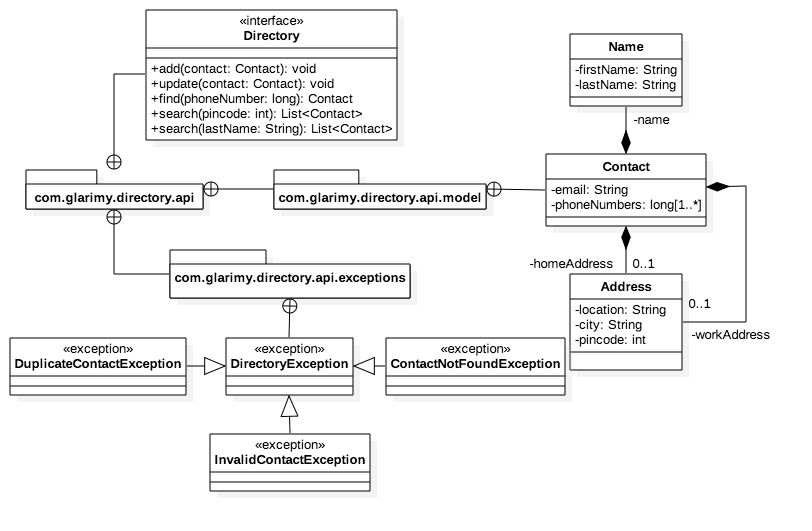 «interface»
Directory
+add(contact: Contact): void
+update(contact: Contact): void
+find(phoneNumber: long): Contact
+search(pincode: int): List<Contact>
+search(lastName: String): List<Contact>
Name
-firstName: String
-lastName: String
-name
Contact
-email: String
-phoneNumbers: long[1..*]
com.glarimy.directory.api
com.glarimy.directory.api.model
-homeAddress
0..1
Address
-location: String
-city: String
-pincode: int
0..1
-workAddress
com.glarimy.directory.api.exceptions
«exception»
DuplicateContactException
«exception»
DirectoryException
«exception»
ContactNotFoundException
«exception»
InvalidContactException